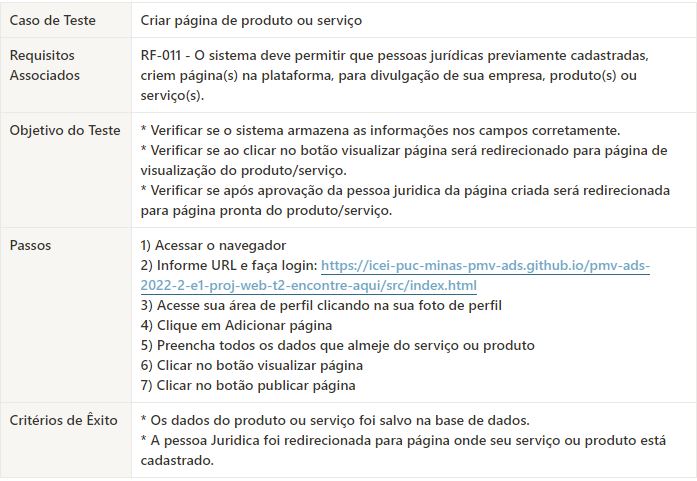 Caso de Teste
Criar página de produto ou serviço
Requisitos
Associados
RF-011 - O sistema deve permitir que pessoas jurídicas previamente cadastradas,
criem página(s) na plataforma, para divulgação de sua empresa, produto(s) ou
serviço(s).
Objetivo do Teste
* Verificar se o sistema armazena as informações nos campos corretamente.
* Verificar se ao clicar no botão visualizar página será redirecionado para página de
visualização do produto/serviço.
* Verificar se após aprovação da pessoa juridica da página criada será redirecionada
para página pronta do produto/serviço.
Passos
1) Acessar o navegador
2) Informe URL e faça login: https://icei-puc-minas-pmv-ads.github.io/pmv-ads-
2022-2-e1-proj-web-t2-encontre-aqui/src/index.html
3) Acesse sua área de perfil clicando na sua foto de perfil
4) Clique em Adicionar página
5) Preencha todos os dados que almeje do serviço ou produto
6) Clicar no botão visualizar página
7) Clicar no botão publicar página
Critérios de Êxito
* Os dados do produto ou serviço foi salvo na base de dados.
* A pessoa Juridica foi redirecionada para página onde seu serviço ou produto está
cadastrado.